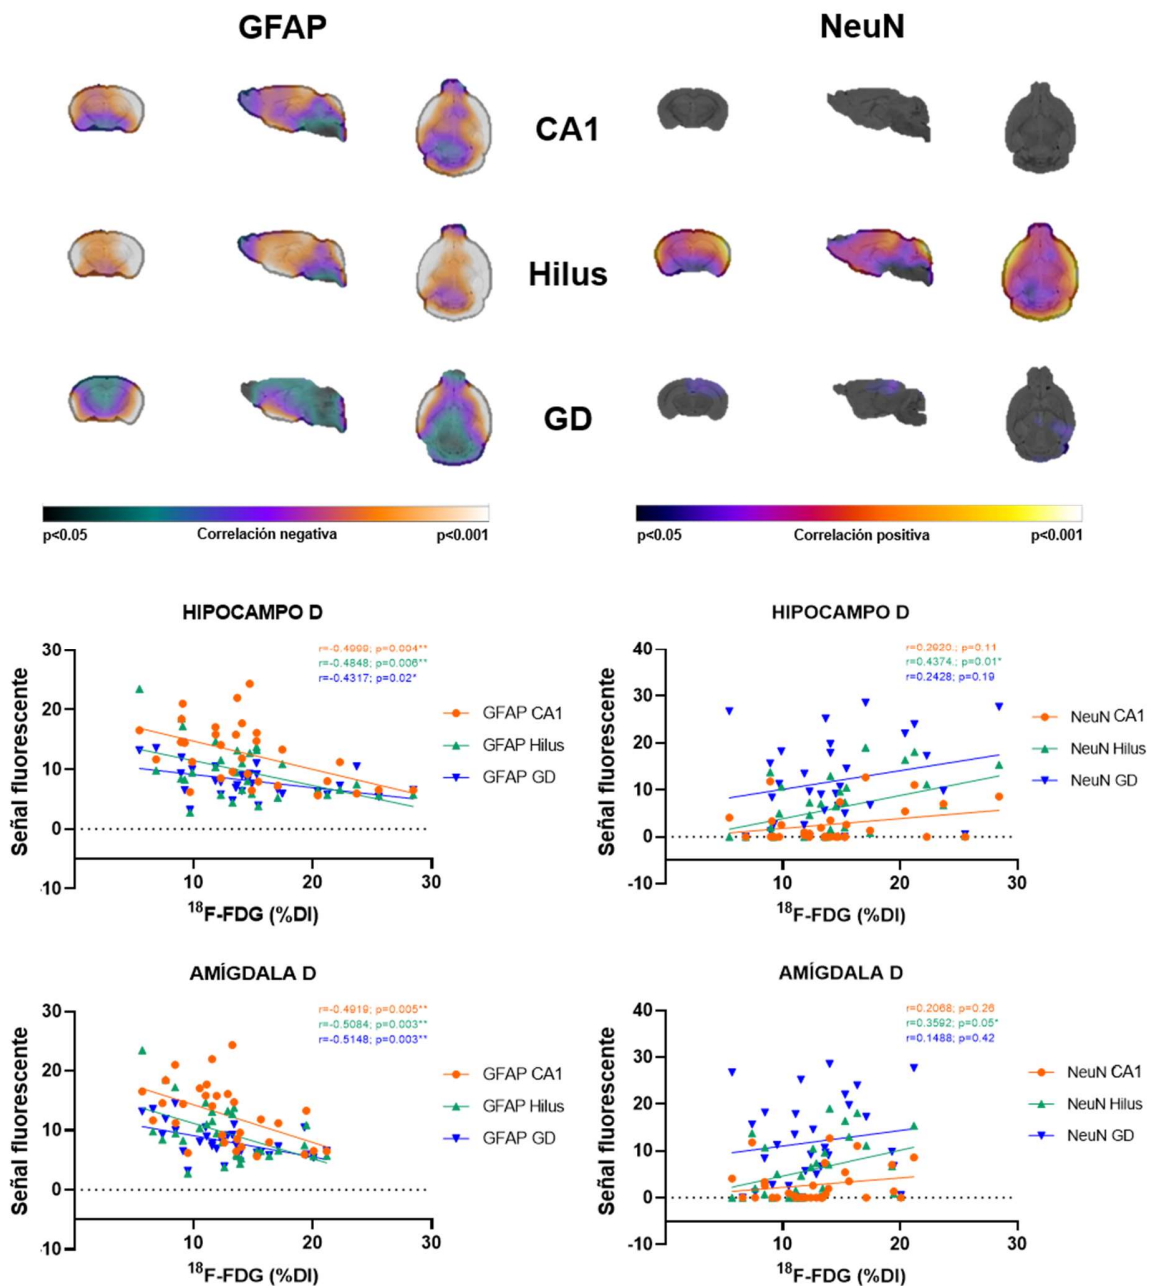 GFAP NeuN
CA1
Hilus
GD
p<0.05 Correlación negativa p<0.001
p<0.05 Correlación positiva p<0.001
HIPOCAMPO D
r=-0.4999; p=0.004**
r=-0.4848; p=0.006**
r=-0.4317; p=0.02*
Señal fluorescente
30
20
10
0
-10
10 20 30
18F-FDG (%DI)
GFAP CA1
GFAP Hilus
GFAP GD
HIPOCAMPO D
r=0.2920.; p=0.11
r=0.4374.; p=0.01*
r=0.2428; p=0.19
Señal fluorescente
40
30
20
10
0
-10
10 20 30
18F-FDG (%DI)
NeuN CA1
NeuN Hilus
NeuN GD
AMÍGDALA D
r=-0.4919; p=0.005**
r=-0.5084; p=0.003**
r=-0.5148; p=0.003**
Señal fluorescente
30
20
10
0
-10
10 20 30
18F-FDG (%DI)
GFAP CA1
GFAP Hilus
GFAP GD
AMÍGDALA D
r=0.2068; p=0.26
r=0.3592; p=0.05*
r=0.1488; p=0.42
Señal fluorescente
40
30
20
10
0
-10
10 20 30
18F-FDG (%DI)
NeuN CA1
NeuN Hilus
NeuN GD